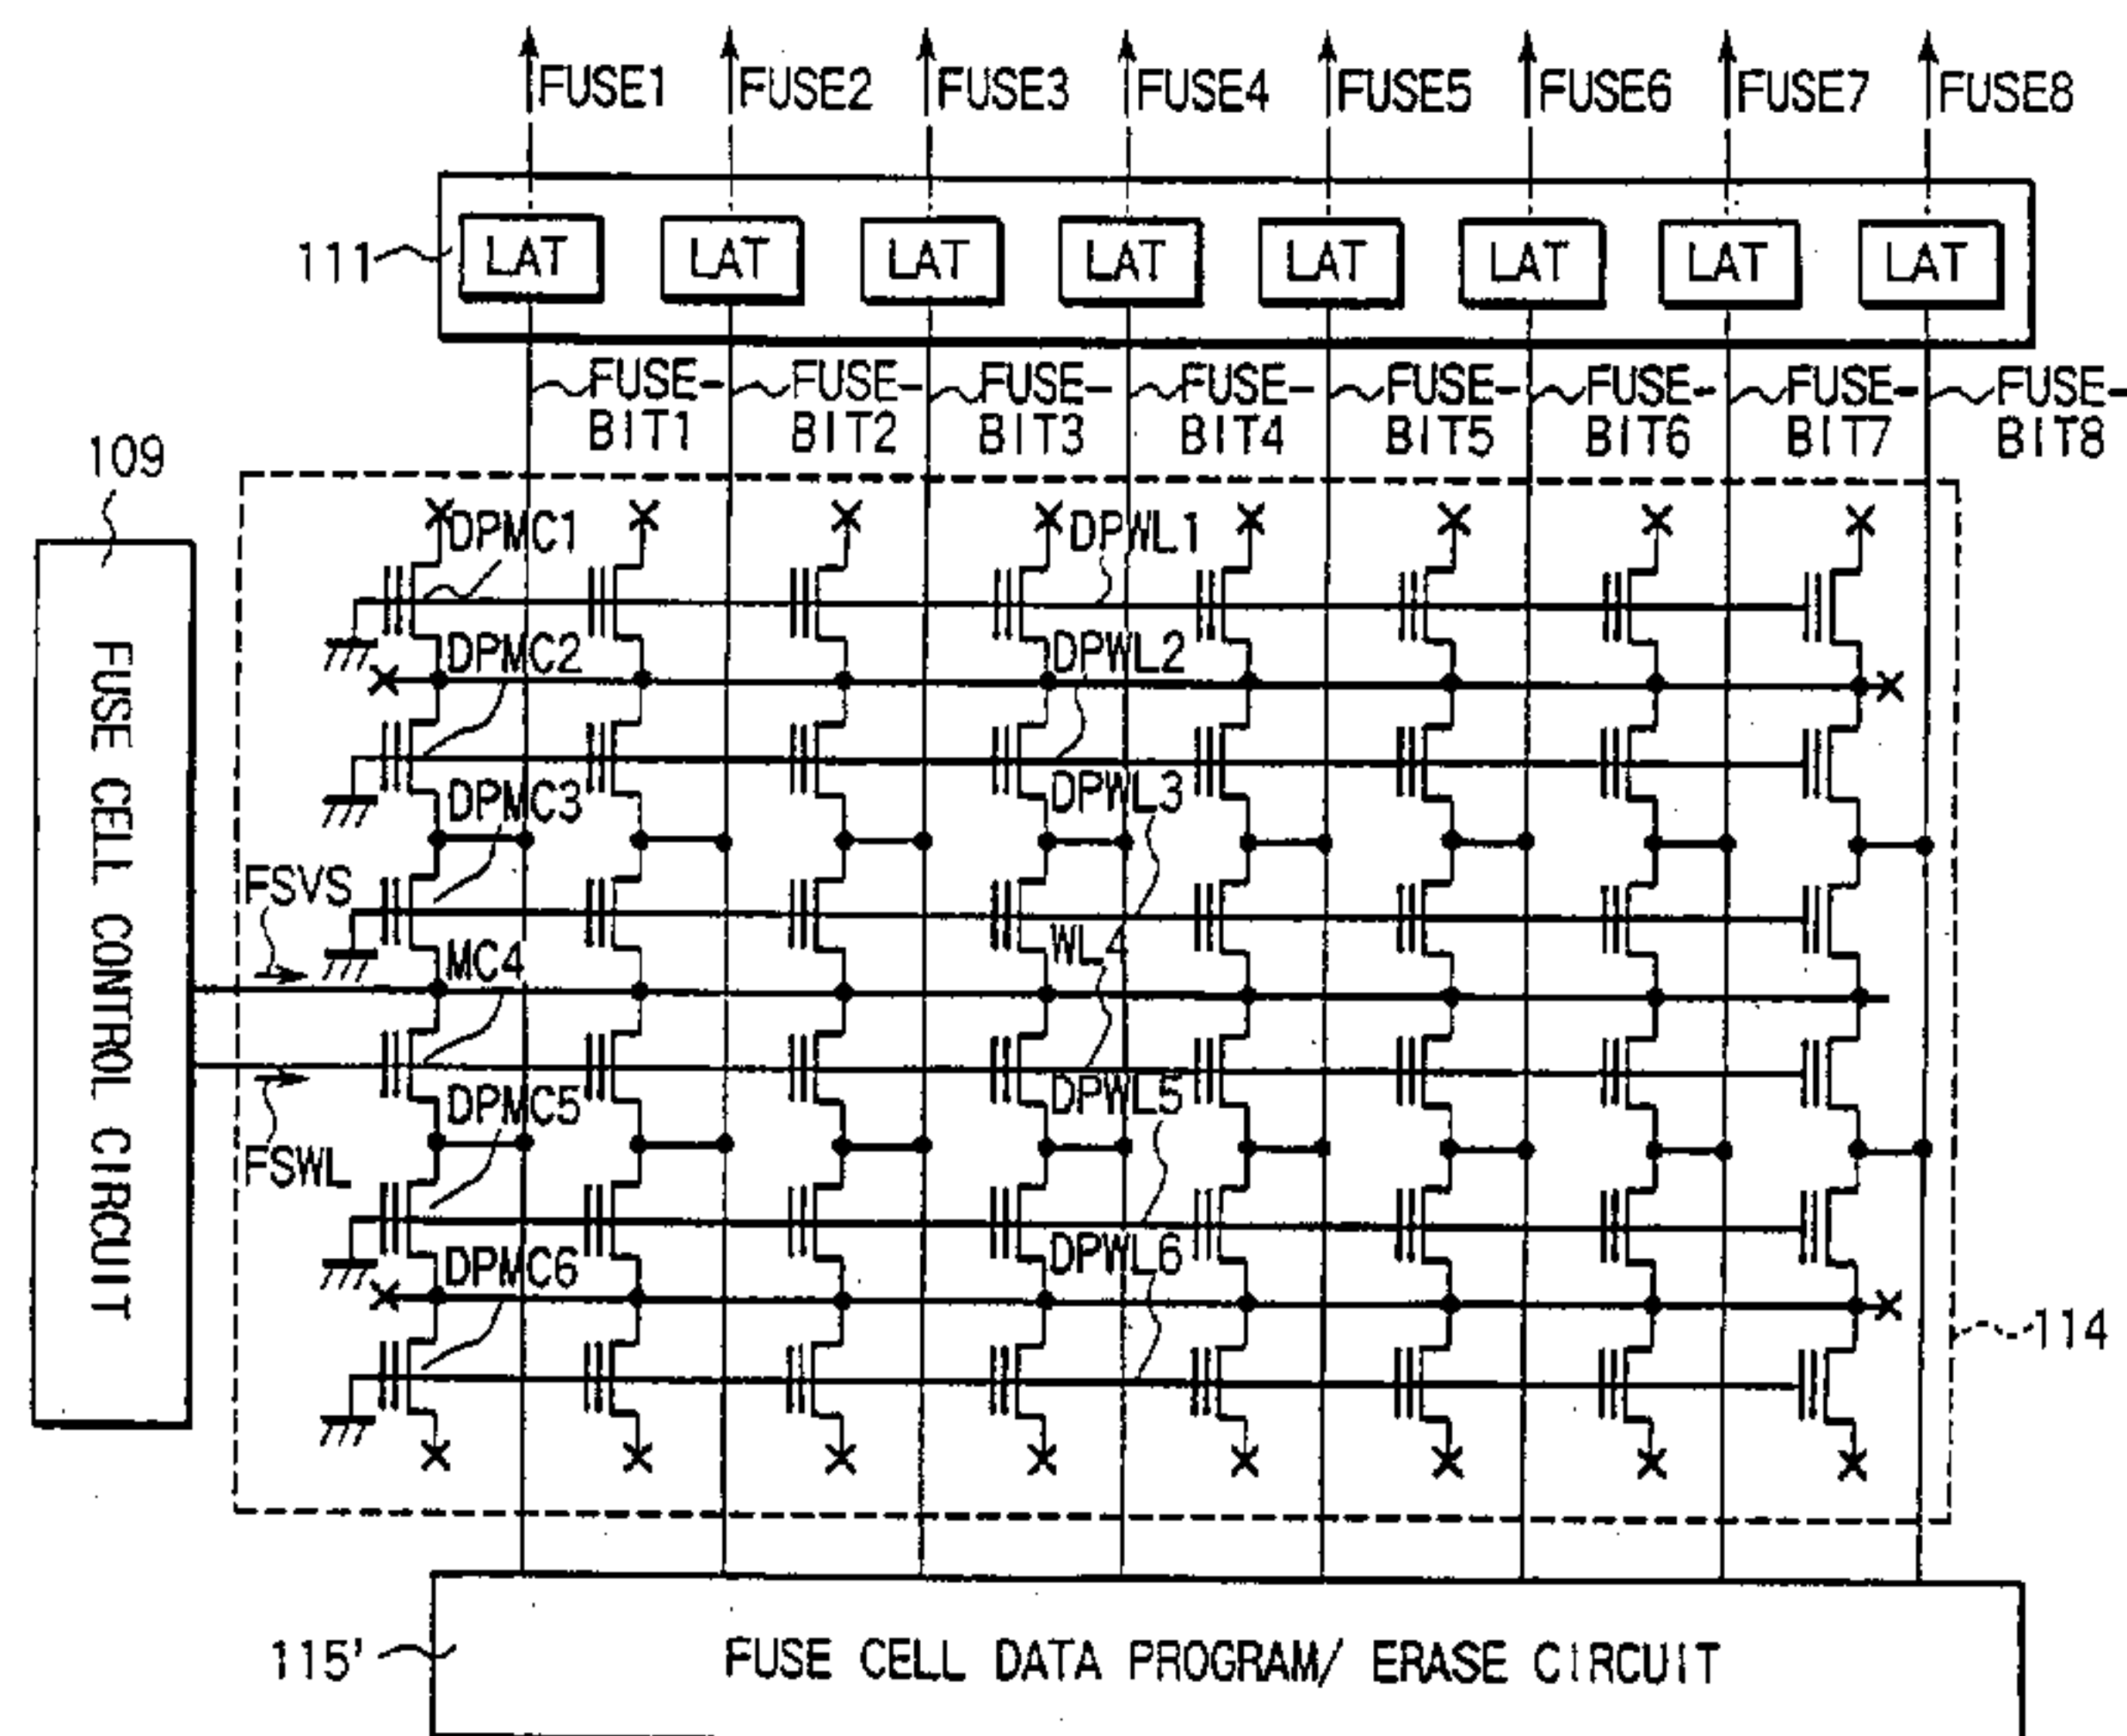 FUSE1 FUSE2 FUSE3 FUSE4 FUSE5 FUSE6 FUSE7 FUSE8
111
LAT LAT LAT LAT LAT LAT LAT LAT
FUSE- FUSE- FUSE- FUSE- FUSE- FUSE- FUSE- FUSE-
BIT1 BIT2 BIT3 BIT4 BIT5 BIT6 BIT7 BIT8
109
DPMC1 DPWL1
DPMC2 DPWL2
DPMC3 DPWL3
FSVS
MC4 WL4
DPMC5 DPWL5
FSWL
DPMC6 DPWL6
FUSE CELL CONTROL CIRCUIT
114
115'
FUSE CELL DATA PROGRAM/ ERASE CIRCUIT